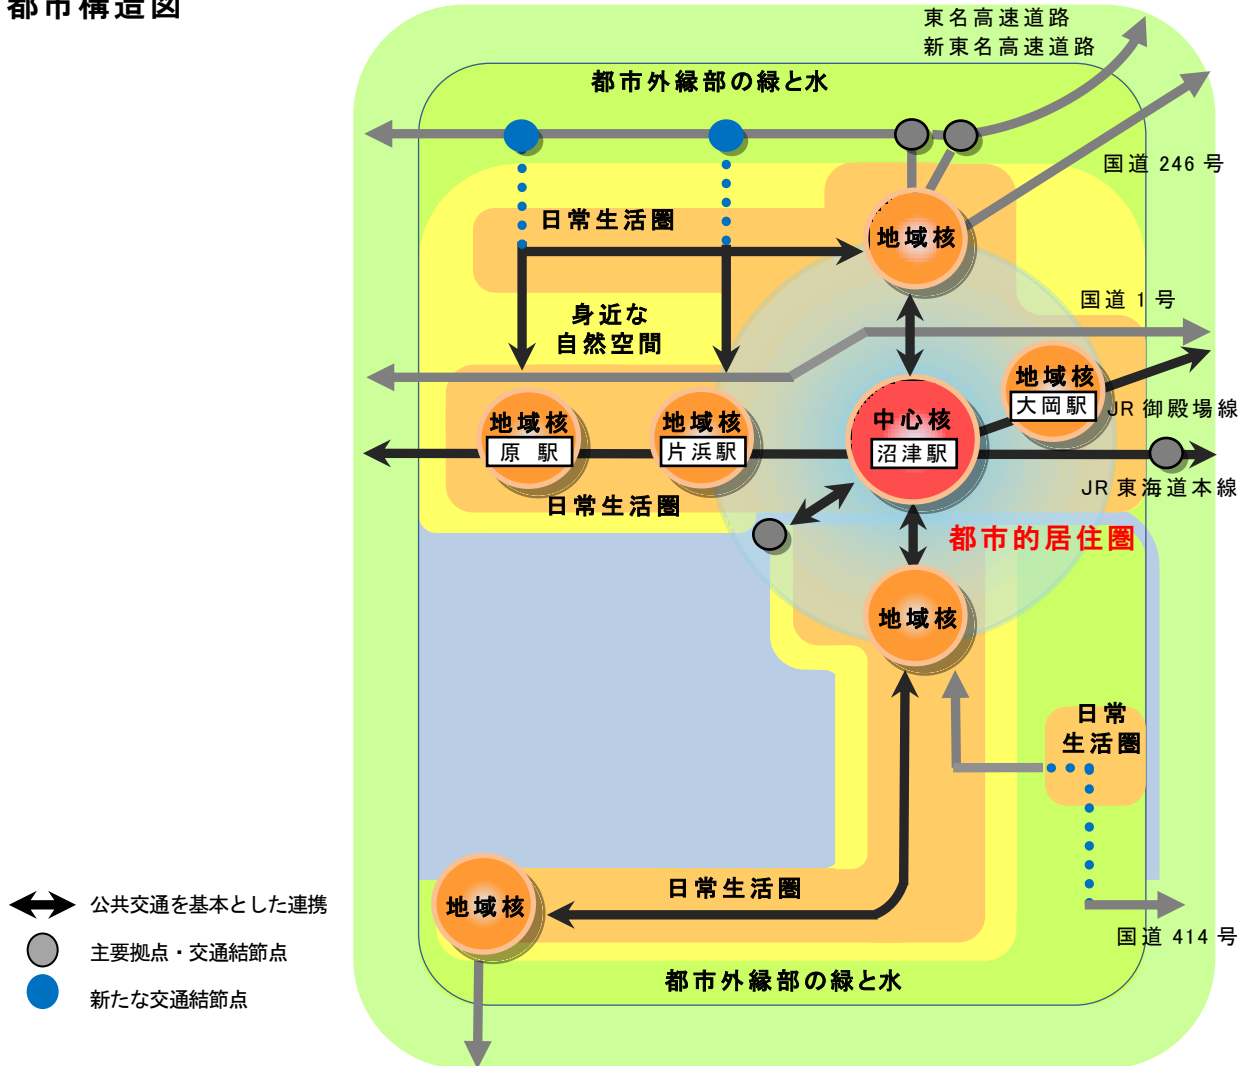 都市構造図
東名高速道路
新東名高速道路
都市外縁部の緑と水
国道 246 号
日常生活圏
地域核
国道 1 号
身近な
自然空間
地域核
大岡駅
地域核
原 駅
地域核
片浜駅
中心核
沼津駅
JR 御殿場線
JR 東海道本線
日常生活圏
都市的居住圏
地域核
日常
生活圏
日常生活圏
地域核
公共交通を基本とした連携
国道 414 号
主要拠点・交通結節点
都市外縁部の緑と水
新たな交通結節点